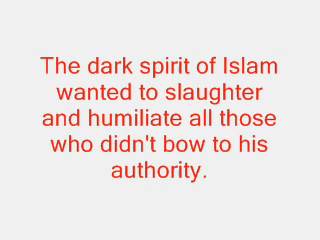 The dark spirit of Islam
wanted to slaughter
and humiliate all those
who didn't bow to his
authority.